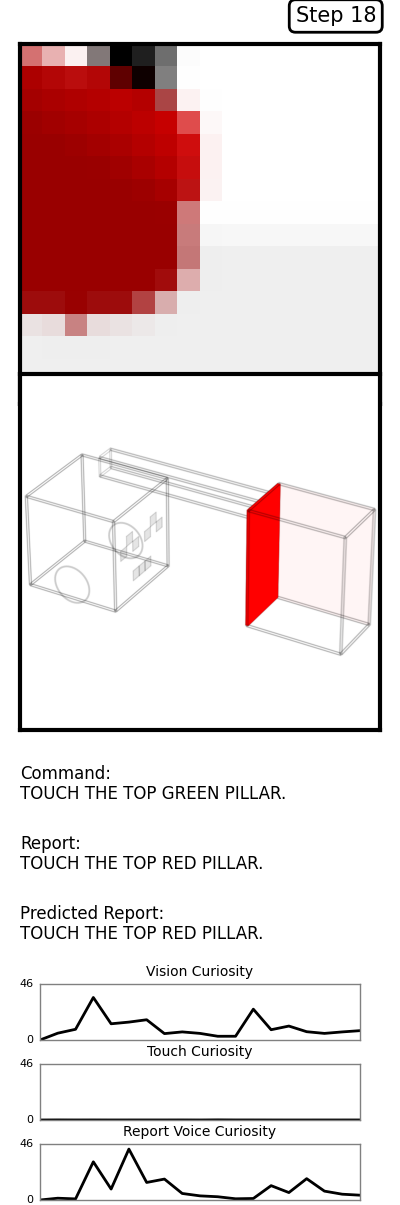 Step 18
Command:
TOUCH THE TOP GREEN PILLAR.
Report:
TOUCH THE TOP RED PILLAR.
Predicted Report:
TOUCH THE TOP RED PILLAR.
Vision Curiosity
46
0
Touch Curiosity
46
0
Report Voice Curiosity
46
0